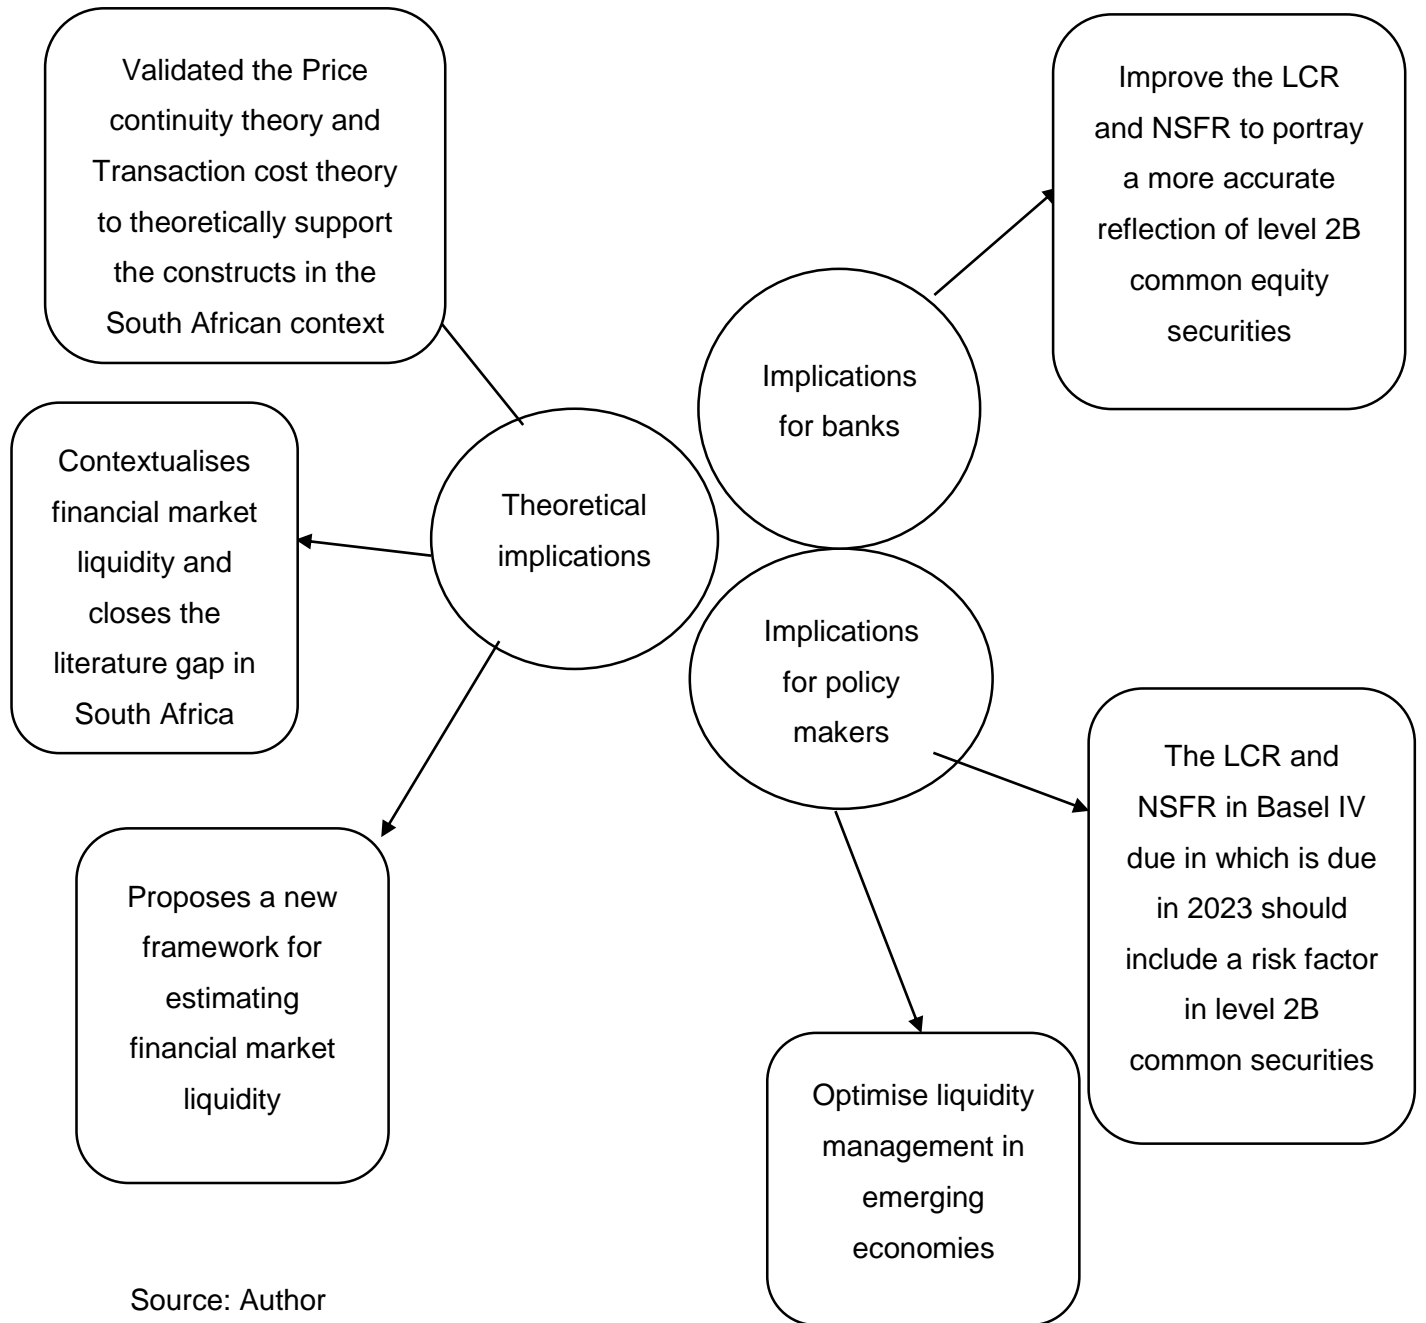 Validated the Price
continuity theory and
Transaction cost theory
to theoretically support
the constructs in the
South African context
Improve the LCR
and NSFR to portray
a more accurate
reflection of level 2B
common equity
securities
Implications
for banks
Contextualises
financial market
liquidity and
closes the
literature gap in
South Africa
Theoretical
implications
Implications
for policy
makers
The LCR and
NSFR in Basel IV
due in which is due
in 2023 should
include a risk factor
in level 2B
common securities
Proposes a new
framework for
estimating
financial market
liquidity
Optimise liquidity
management in
emerging
economies
Source: Author